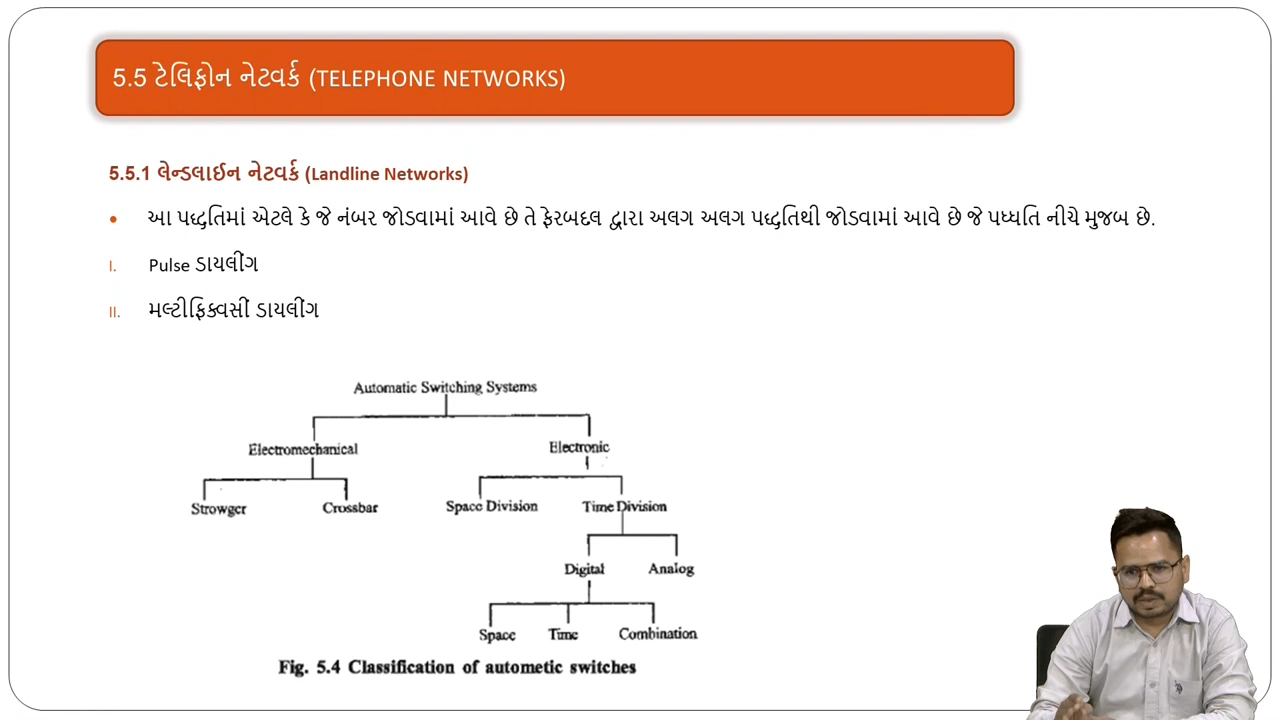 5.5 ટેલિફોન નેટવર્ક (TELEPHONE NETWORKS)
5.5.1 લેન્ડલાઈન નેટવર્ક (Landline Networks)
• આ પદ્ધતિમાં એટલે કે જે નંબર જોડવામાં આવે છે તે ફેરબદલ દ્વારા અલગ અલગ પદ્ધતિથી જોડવામાં આવે છે જે પધ્ધતિ નીચે મુજબ છે.
I. Pulse ડાયલીંગ
II. મલ્ટીફ્રિક્વસીં ડાયલીંગ
Automatic Switching Systems
Electromechanical Electronic
Strowger Crossbar Space Division Time Division
Digital Analog
Space Time Combination
Fig. 5.4 Classification of autometic switches